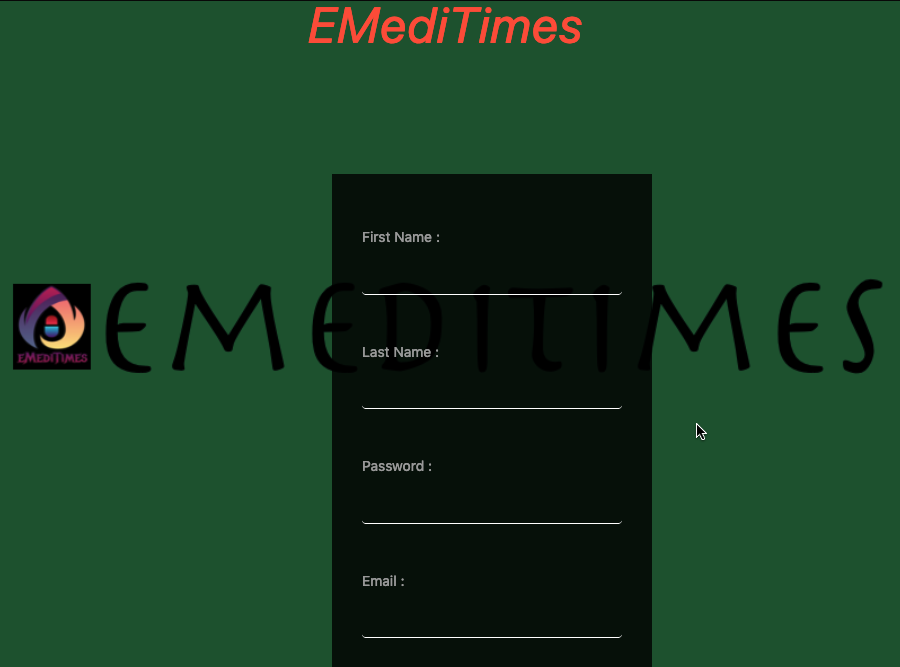 EMediTimes
First Name :
EMEDITIMES
EMEDITIMES
Last Name :
Password :
Email :